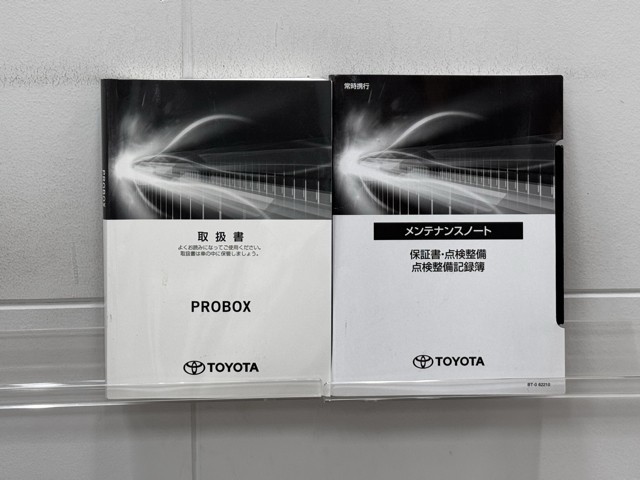 PROBOX
取扱書
よくお読みになってご使用ください。
取扱書は車の中に保管しましょう。
PROBOX
TOYOTA
常時携行
メンテナンスノート
保証書・点検整備
点検整備記録簿
TOYOTA